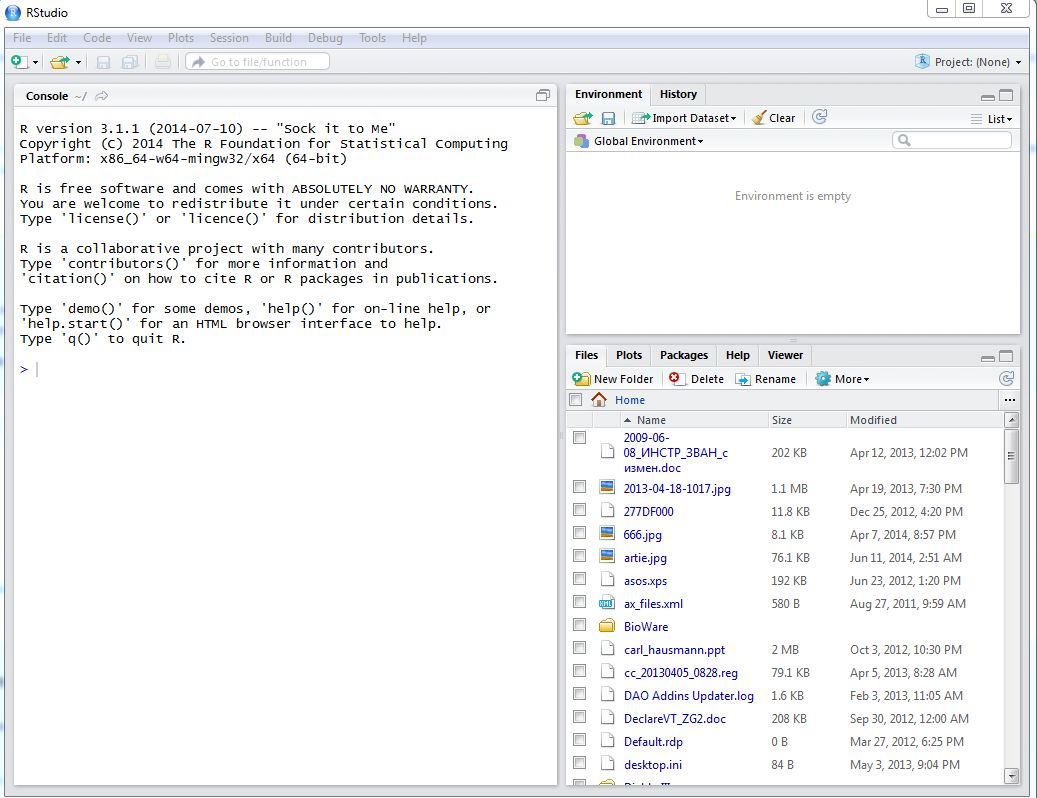 RStudio
File Edit Code View Plots Session Build Debug Tools Help
Go to file/function
Project: (None)
Console ~/
R version 3.1.1 (2014-07-10) -- "Sock it to Me"
Copyright (C) 2014 The R Foundation for Statistical Computing
Platform: x86_64-w64-mingw32/x64 (64-bit)
R is free software and comes with ABSOLUTELY NO WARRANTY.
You are welcome to redistribute it under certain conditions.
Type 'license()' or 'licence()' for distribution details.
R is a collaborative project with many contributors.
Type 'contributors()' for more information and
'citation()' on how to cite R or R packages in publications.
Type 'demo()' for some demos, 'help()' for on-line help, or
'help.start()' for an HTML browser interface to help.
Type 'q()' to quit R.
>
Environment History
Import Dataset Clear List
Global Environment
Environment is empty
Files Plots Packages Help Viewer
New Folder Delete Rename More
Home ...
Name Size Modified
2009-06-
08_ИНСТР_ЗВАН_с 202 KB Apr 12, 2013, 12:02 PM
измен.doc
2013-04-18-1017.jpg 1.1 MB Apr 19, 2013, 7:30 PM
277DF000 11.8 KB Dec 25, 2012, 4:20 PM
666.jpg 8.1 KB Apr 7, 2014, 8:57 PM
artie.jpg 76.1 KB Jun 11, 2014, 2:51 AM
asos.xps 192 KB Jun 23, 2012, 1:20 PM
ax_files.xml 580 B Aug 27, 2011, 9:59 AM
BioWare
carl_hausmann.ppt 2 MB Oct 3, 2012, 10:30 PM
cc_20130405_0828.reg 79.1 KB Apr 5, 2013, 8:28 AM
DAO Addins Updater.log 1.6 KB Feb 3, 2013, 11:05 AM
DeclareVT_ZG2.doc 208 KB Sep 30, 2012, 12:00 AM
Default.rdp 0 B Mar 27, 2012, 6:25 PM
desktop.ini 84 B May 3, 2013, 9:04 PM